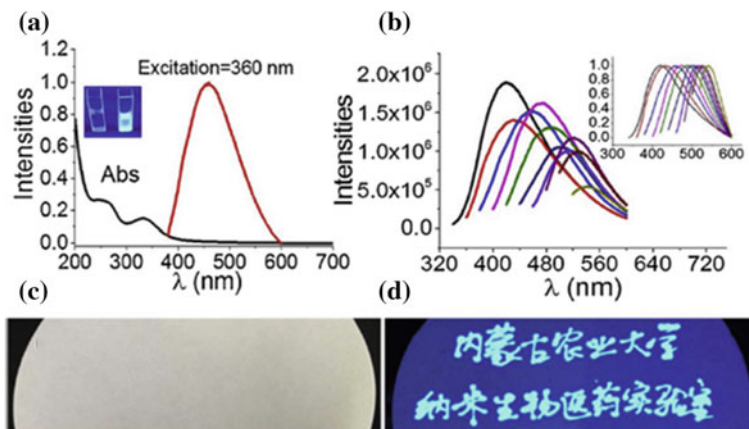 (a)
1.2
1.0
0.8
0.6
0.4
0.2
0.0
Intensities
Excitation=360 nm
Abs
200 300 400 500 600 700
λ (nm)
(b)
2.0x10⁶
1.5x10⁶
1.0x10⁶
5.0x10⁵
0.0
Intensities
1.0
0.8
0.6
0.4
0.2
0.0
300 400 500 600
320 400 480 560 640 720
λ (nm)
(c)
(d)
内蒙古农业大学
纳米生物医药实验室